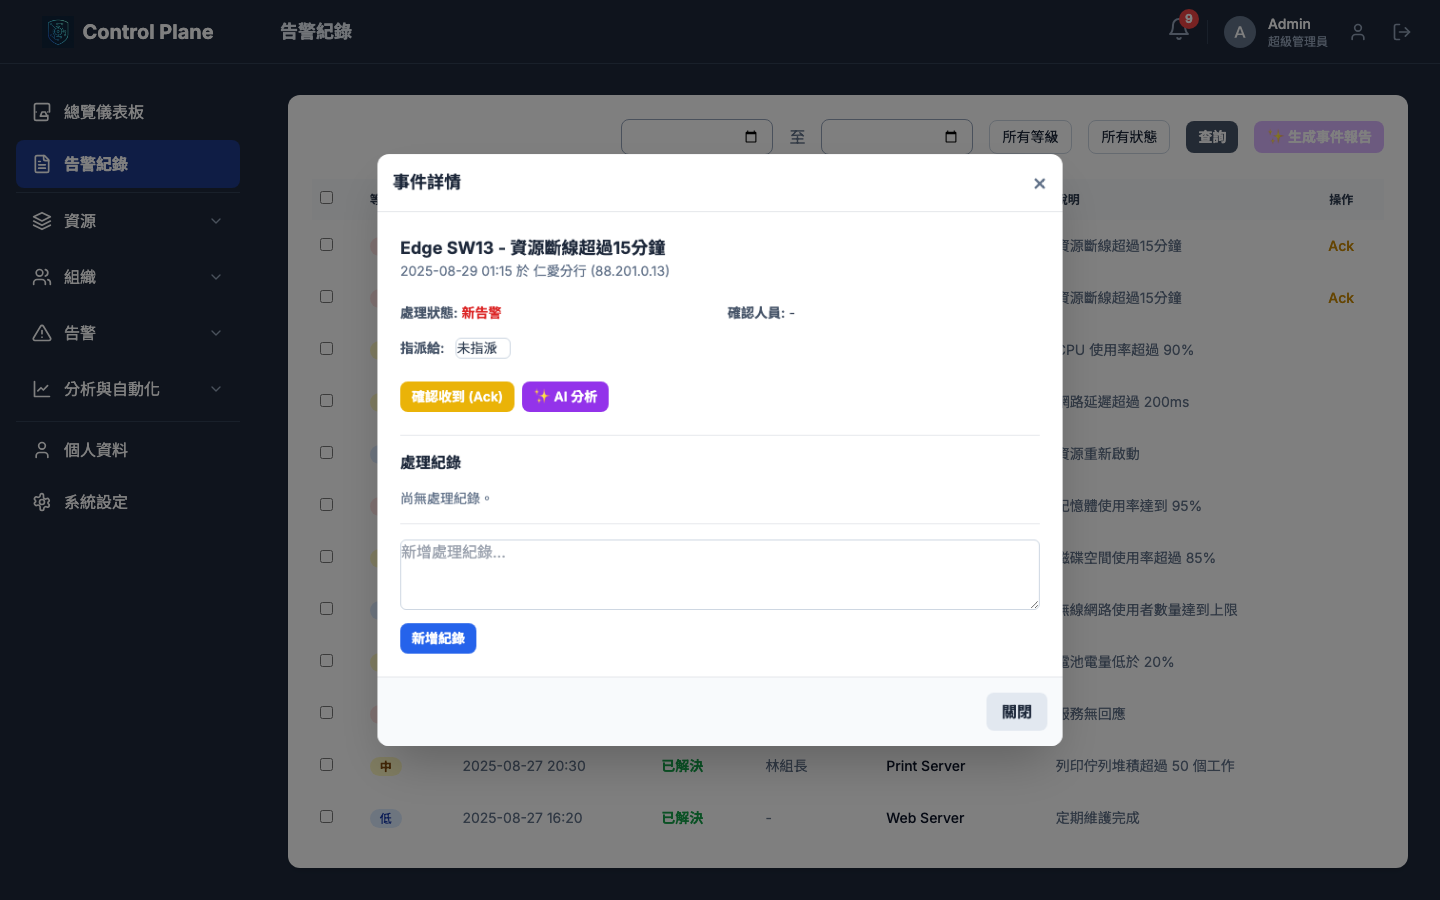 Control Plane
告警紀錄
9
A
Admin
超級管理員
總覽儀表板
告警紀錄
資源
組織
告警
分析與自動化
個人資料
系統設定
至
所有等級
所有狀態
查詢
✨ 生成事件報告
操作
資源斷線超過15分鐘
Ack
資源斷線超過15分鐘
Ack
CPU 使用率超過 90%
網路延遲超過 200ms
資源重新啟動
記憶體使用率達到 95%
磁碟空間使用率超過 85%
無線網路使用者數量達到上限
電池電量低於 20%
服務無回應
中
2025-08-27 20:30
已解決
林組長
Print Server
列印佇列堆積超過 50 個工作
低
2025-08-27 16:20
已解決
-
Web Server
定期維護完成
事件詳情
×
Edge SW13 - 資源斷線超過15分鐘
2025-08-29 01:15 於 仁愛分行 (88.201.0.13)
處理狀態: 新告警
確認人員: -
指派給: 未指派
確認收到 (Ack)
✨ AI 分析
處理紀錄
尚無處理紀錄。
新增處理紀錄...
新增紀錄
關閉